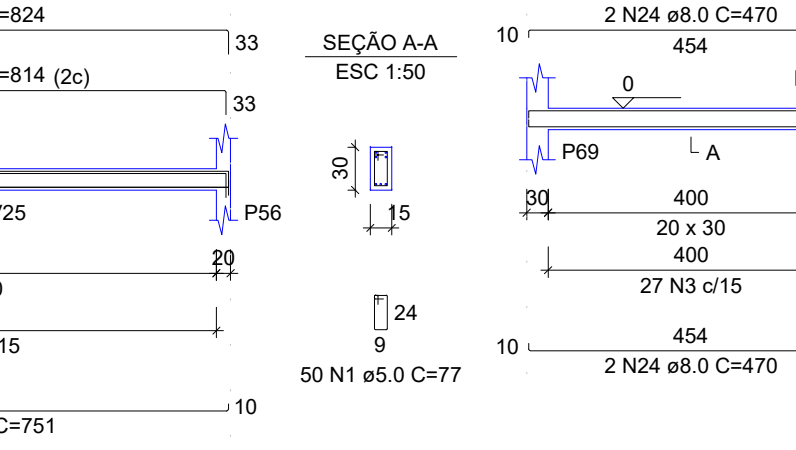 =824
33
=814 (2c)
33
/25
P56
20
0
15
10
C=751
SEÇÃO A-A
ESC 1:50
30
15
24
9
50 N1 ø5.0 C=77
2 N24 ø8.0 C=470
10
454
0
P69
A
30
400
20 x 30
400
27 N3 c/15
454
10
2 N24 ø8.0 C=470